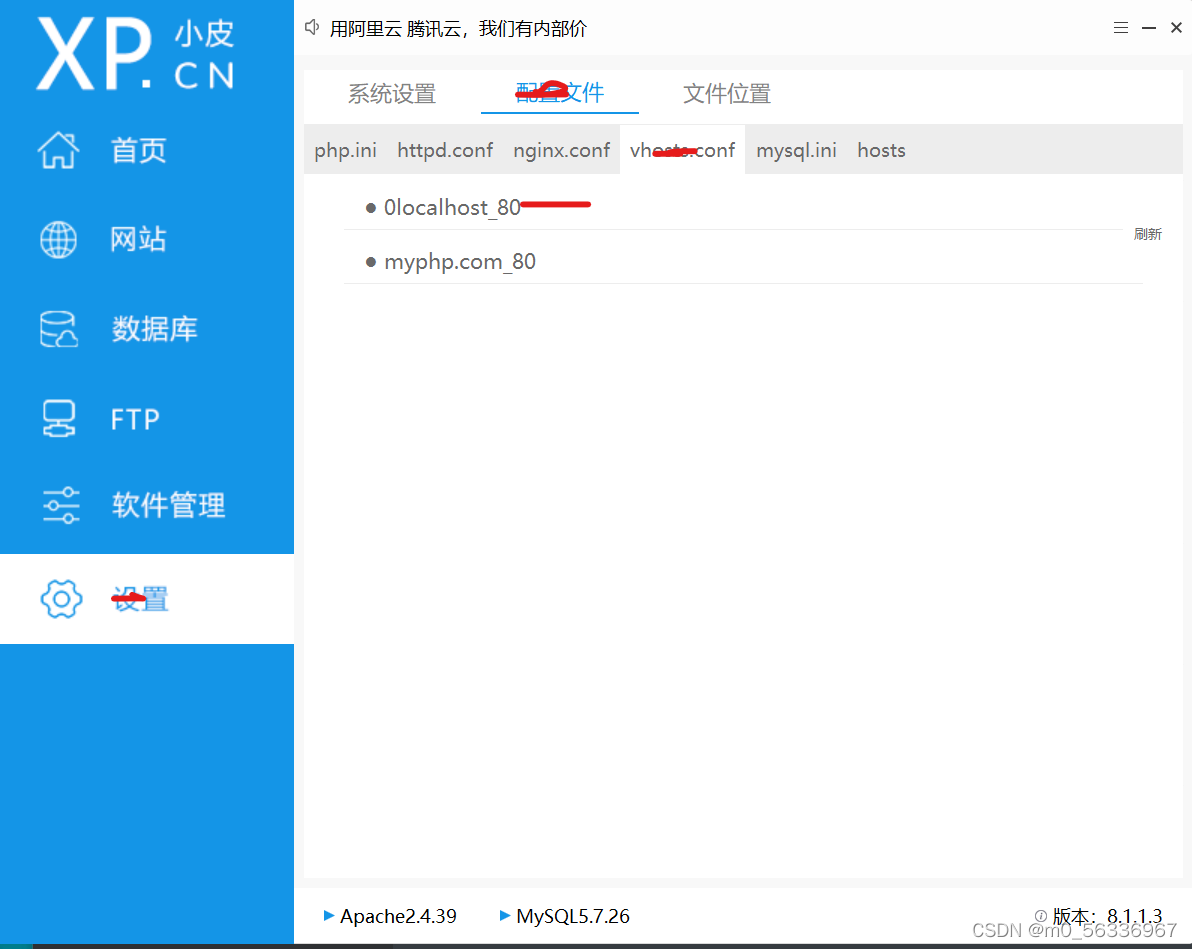 XP. 小皮 CN
用阿里云 腾讯云，我们有内部价
首页
网站
数据库
FTP
软件管理
设置
系统设置 配置文件 文件位置
php.ini httpd.conf nginx.conf vhosts.conf mysql.ini hosts
0localhost_80
刷新
myphp.com_80
Apache2.4.39 MySQL5.7.26 版本：8.1.1.3
CSDN @m0_56336967